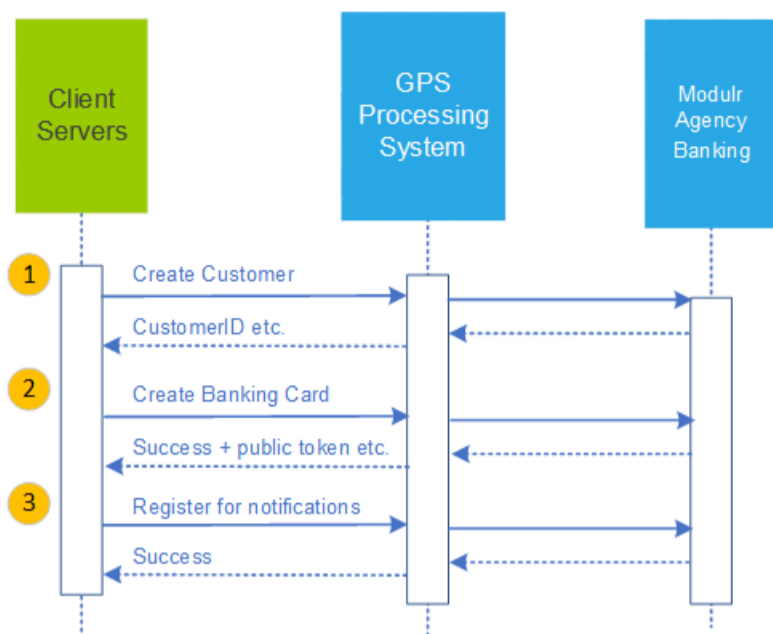 Client
Servers
GPS
Processing
System
Modulr
Agency
Banking
1
Create Customer
CustomerID etc.
2
Create Banking Card
Success + public token etc.
3
Register for notifications
Success